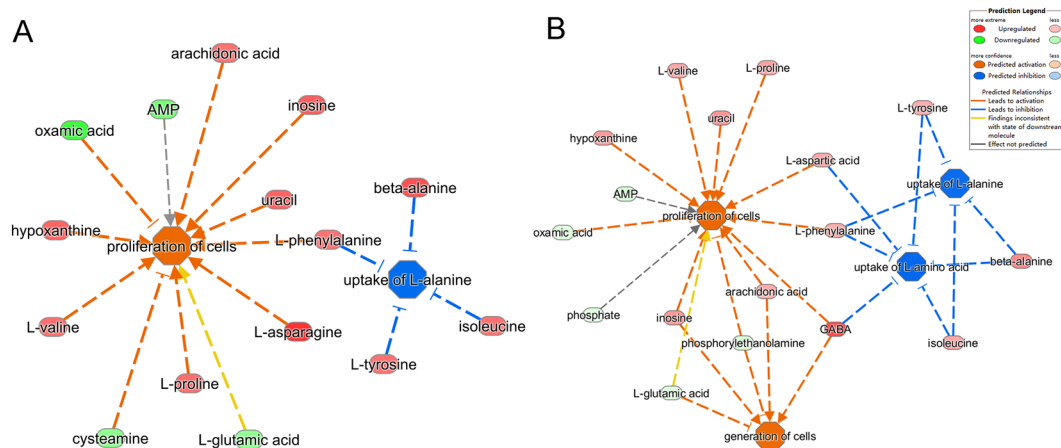 A
arachidonic acid
AMP
inosine
oxamic acid
beta-alanine
uracil
hypoxanthine
L-phenylalanine
proliferation of cells
uptake of L-alanine
L-valine
L-asparagine
isoleucine
L-tyrosine
L-proline
cysteamine
L-glutamic acid
B
L-valine
L-proline
L-tyrosine
uracil
hypoxanthine
L-aspartic acid
uptake of L-alanine
AMP
proliferation of cells
oxamic acid
L-phenylalanine
uptake of L-amino acid
beta-alanine
arachidonic acid
phosphate
inosine
GABA
phosphorylethanolamine
isoleucine
L-glutamic acid
generation of cells
Prediction Legend
more extreme
less
Upregulated
Downregulated
more confidence
less
Predicted activation
Predicted inhibition
Predicted Relationships
Leads to activation
Leads to inhibition
Findings inconsistent
with state of downstream
molecule
Effect not predicted